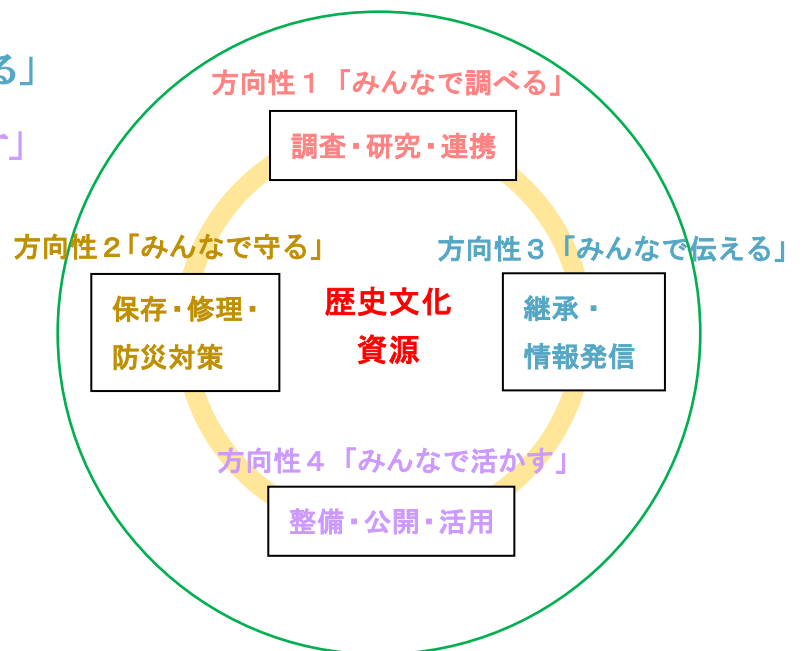 る」
す」
方向性１「みんなで調べる」
調査・研究・連携
方向性２「みんなで守る」
保存・修理・
防災対策
歴史文化
資源
方向性３「みんなで伝える」
継承・
情報発信
方向性４「みんなで活かす」
整備・公開・活用